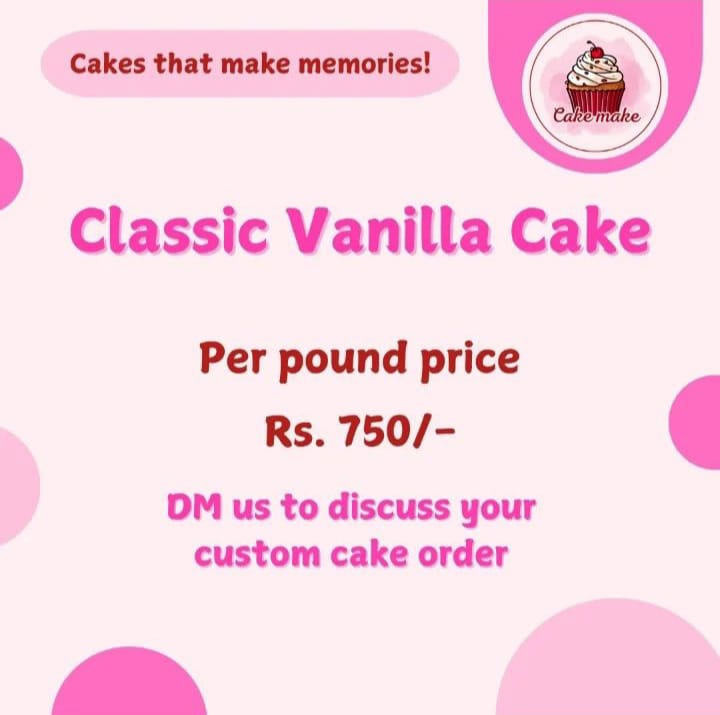 Cakes that make memories!
Cake make
Classic Vanilla Cake
Per pound price
Rs. 750/-
DM us to discuss your
custom cake order